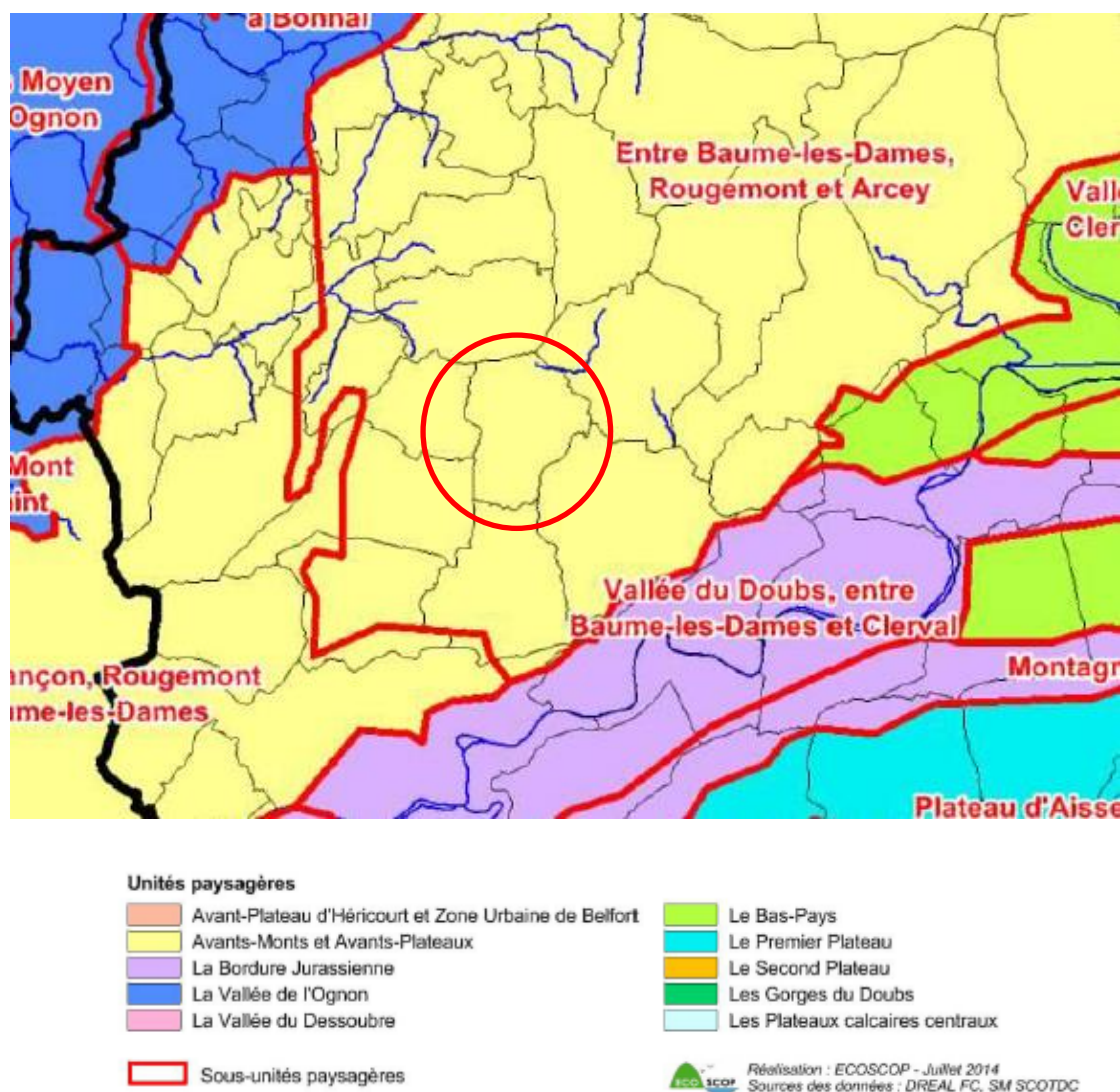 à Bonnal
Moyen
Ognon
Entre Baume-les-Dames,
Rougemont et Arcey
Mont
Vallée du Doubs, entre
Baume-les-Dames et Clerval
Rougemont
Montagn
Plateau d'Aisse
Unités paysagères
Avant-Plateau d'Héricourt et Zone Urbaine de Belfort
Avants-Monts et Avants-Plateaux
La Bordure Jurassienne
La Vallée de l'Ognon
La Vallée du Dessoubre
Le Bas-Pays
Le Premier Plateau
Le Second Plateau
Les Gorges du Doubs
Les Plateaux calcaires centraux
Sous-unités paysagères
ECO SCOP
Réalisation : ECOSCOP - Juillet 2014
Sources des données : DREAL FC, SM SCOTDC